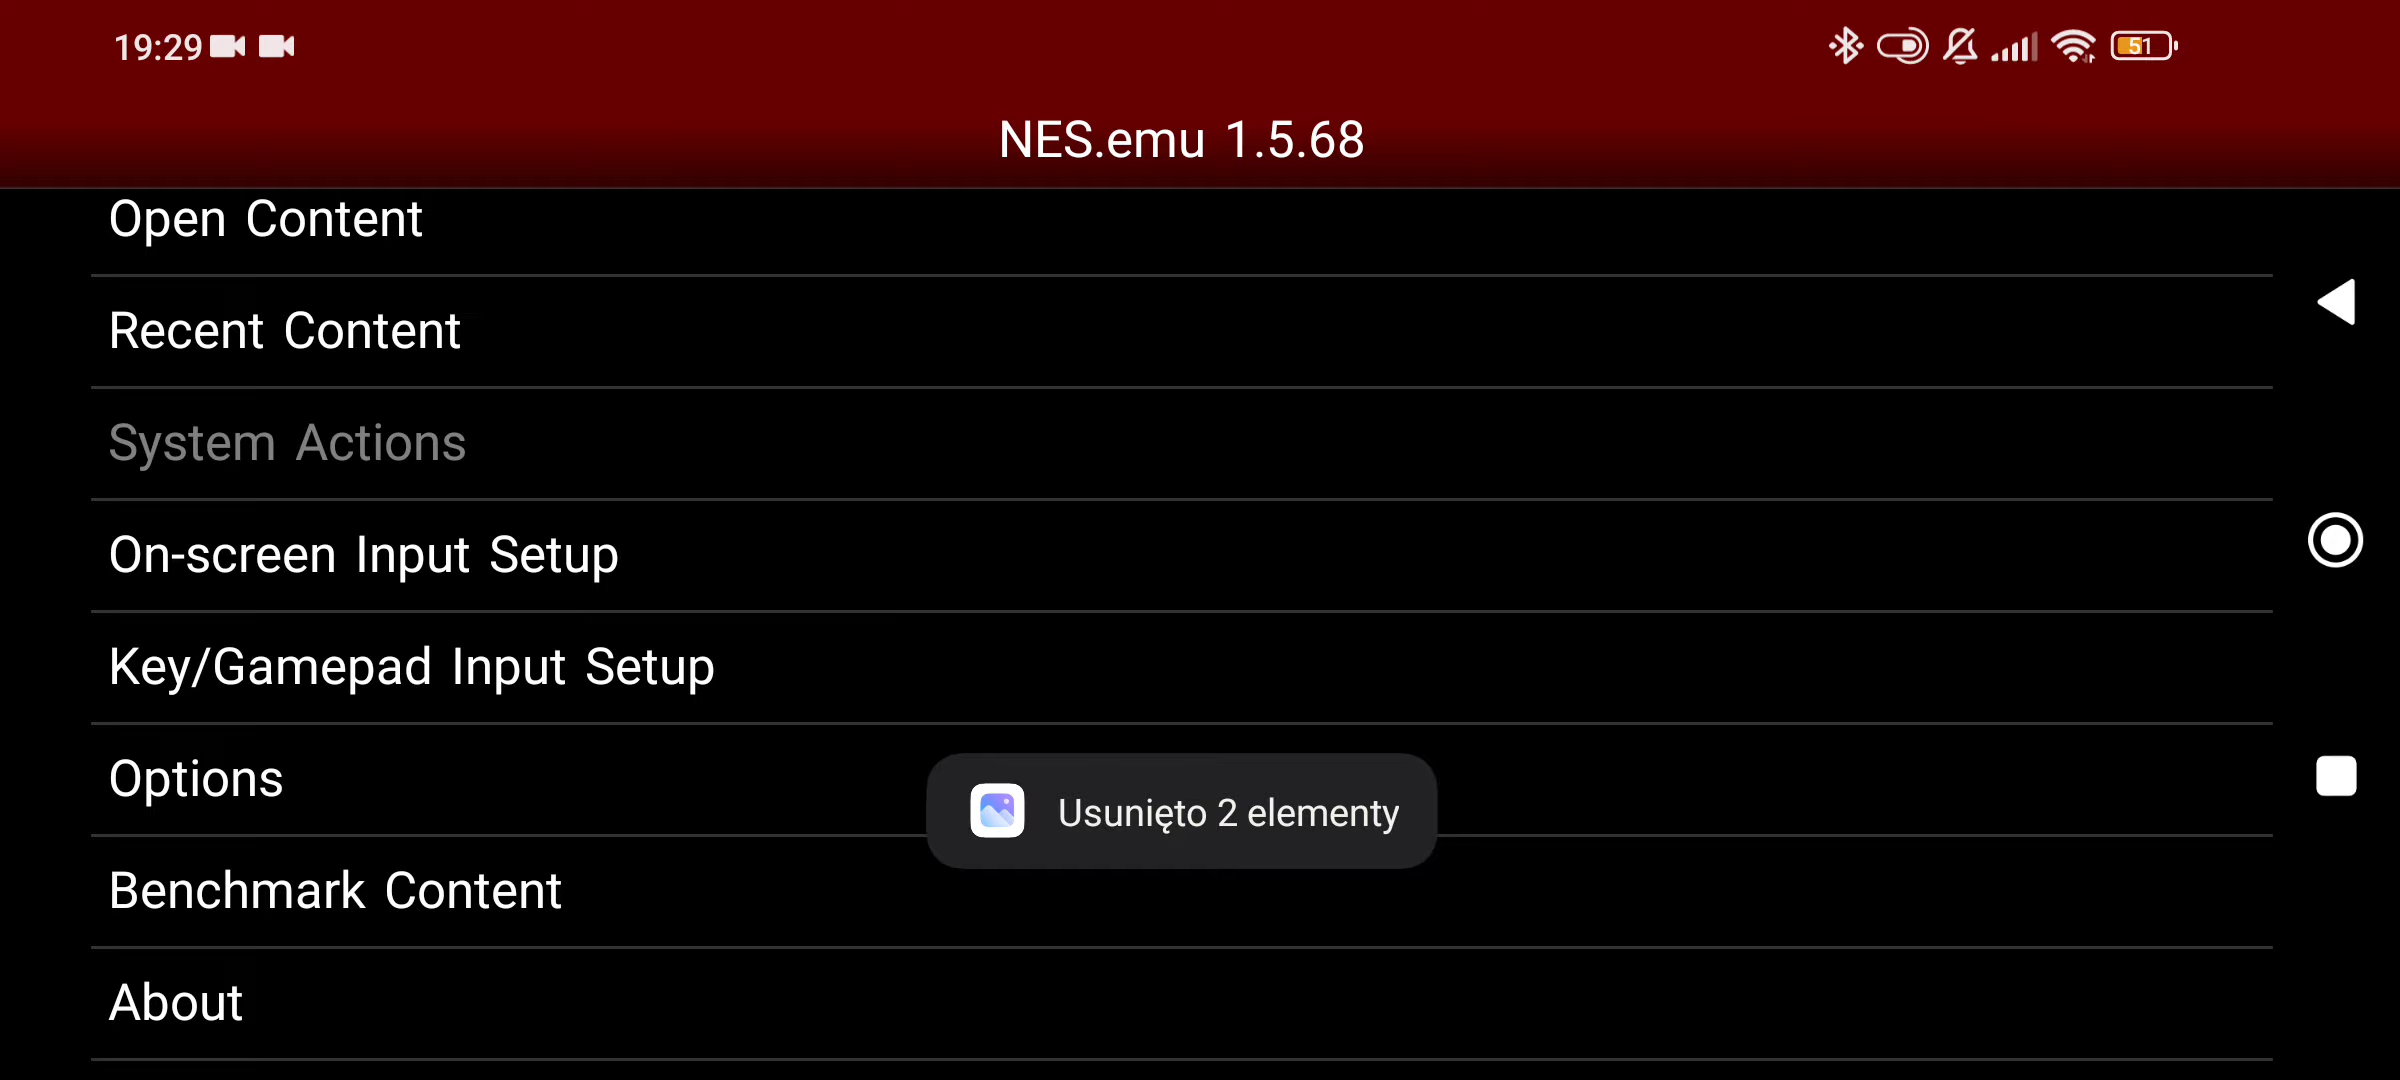 19:29
51
NES.emu 1.5.68
Open Content
Recent Content
System Actions
On-screen Input Setup
Key/Gamepad Input Setup
Options
Usunięto 2 elementy
Benchmark Content
About